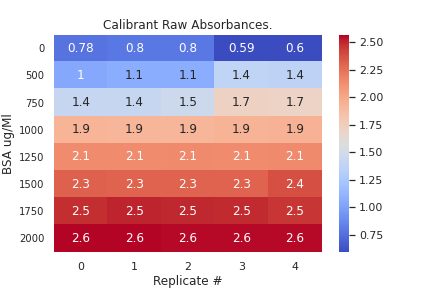 Calibrant Raw Absorbances.
0 0.78 0.8 0.8 0.59 0.6
500 1 1.1 1.1 1.4 1.4
750 1.4 1.4 1.5 1.7 1.7
1000 1.9 1.9 1.9 1.9 1.9
1250 2.1 2.1 2.1 2.1 2.1
1500 2.3 2.3 2.3 2.3 2.4
1750 2.5 2.5 2.5 2.5 2.5
2000 2.6 2.6 2.6 2.6 2.6
0 1 2 3 4
Replicate #
BSA ug/Ml
2.50
2.25
2.00
1.75
1.50
1.25
1.00
0.75